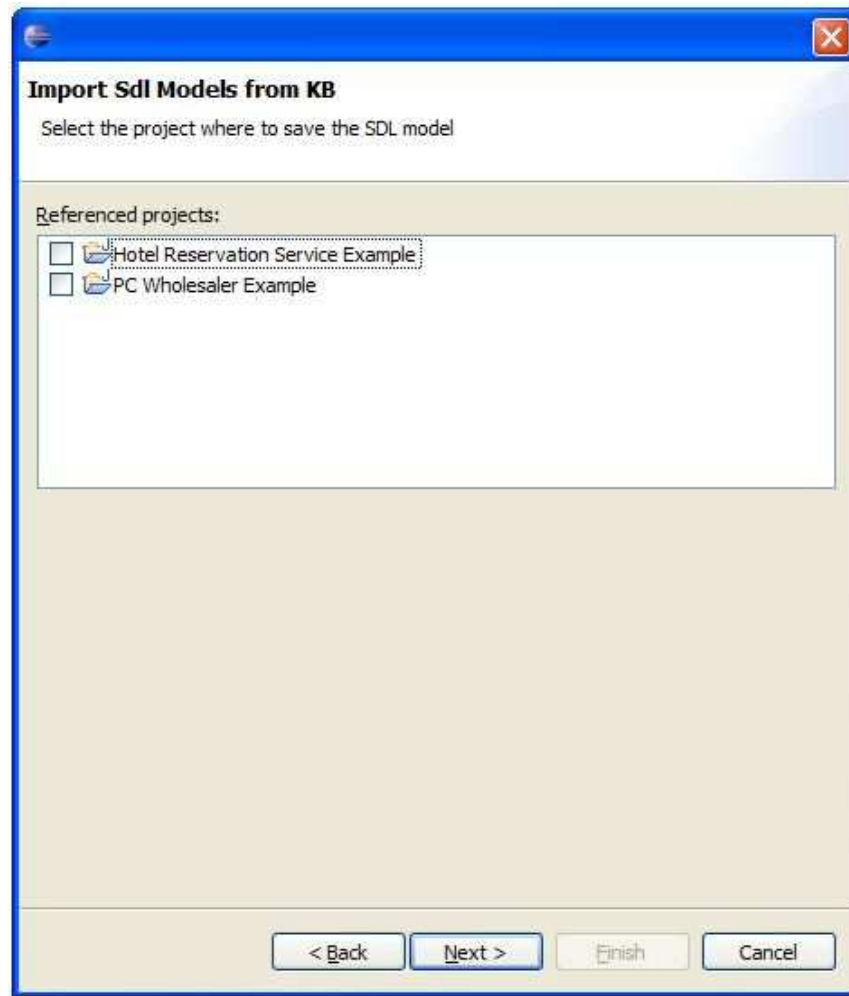 Import Sdl Models from KB
Select the project where to save the SDL model
Referenced projects:
Hotel Reservation Service Example
PC Wholesaler Example
< Back
Next >
Finish
Cancel